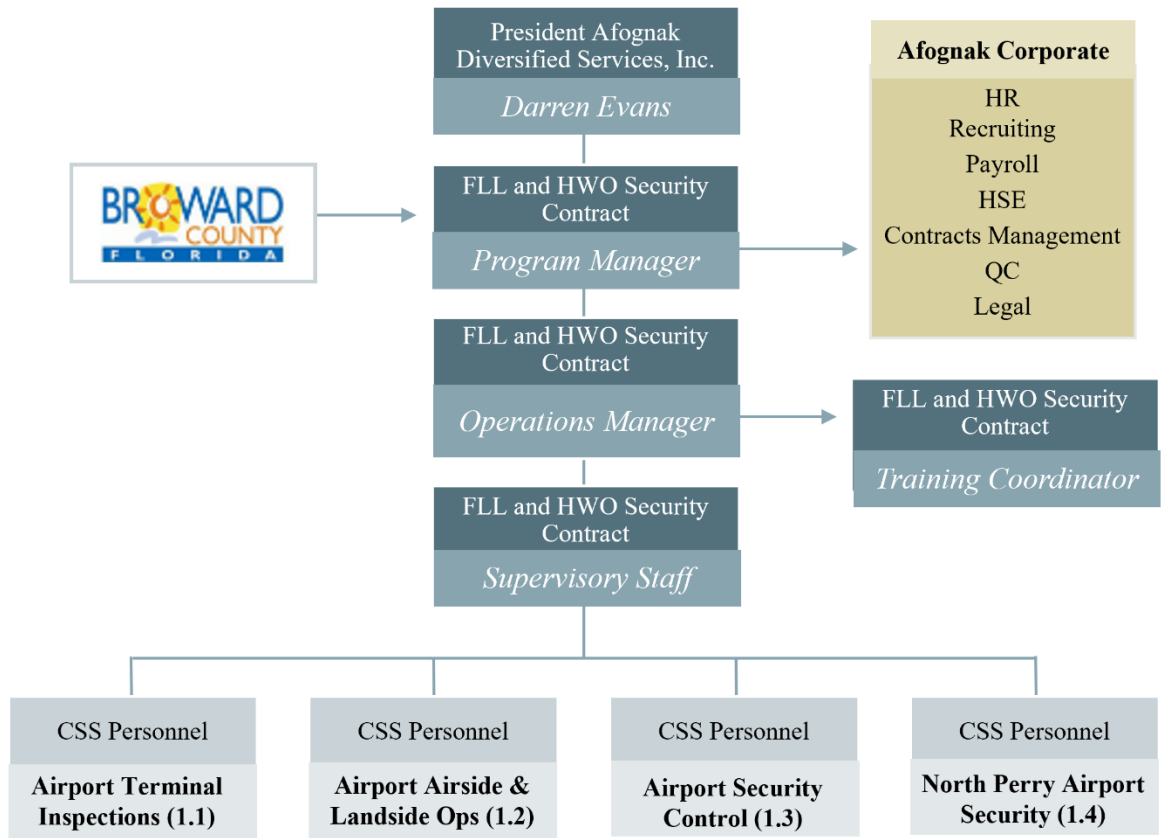 President Afognak
Diversified Services, Inc.
Darren Evans
Afognak Corporate
HR
Recruiting
Payroll
HSE
Contracts Management
QC
Legal
BROWARD
COUNTY
FLORIDA
FLL and HWO Security
Contract
Program Manager
FLL and HWO Security
Contract
Operations Manager
FLL and HWO Security
Contract
Training Coordinator
FLL and HWO Security
Contract
Supervisory Staff
CSS Personnel
Airport Terminal
Inspections (1.1)
CSS Personnel
Airport Airside &
Landside Ops (1.2)
CSS Personnel
Airport Security
Control (1.3)
CSS Personnel
North Perry Airport
Security (1.4)